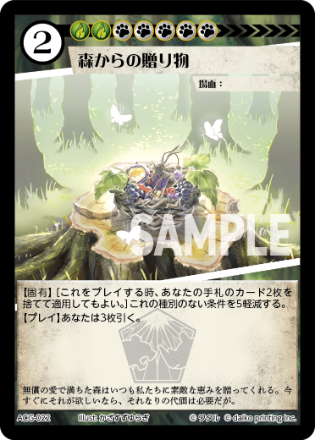 2
森からの贈り物
場面：
SAMPLE
【固有】[これをプレイする時、あなたの手札のカード2枚を
捨てて適用してもよい。]これの種別のない条件を5軽減する。
【プレイ】あなたは3枚引く。
無償の愛で満ちた森はいつも私たちに素敵な恵みを贈ってくれる。今
すぐにそれが欲しいなら、それなりの代価は必要だが。
ACG-022 Illust: かざすずゆらぎ © ワタル © daiko printing inc.